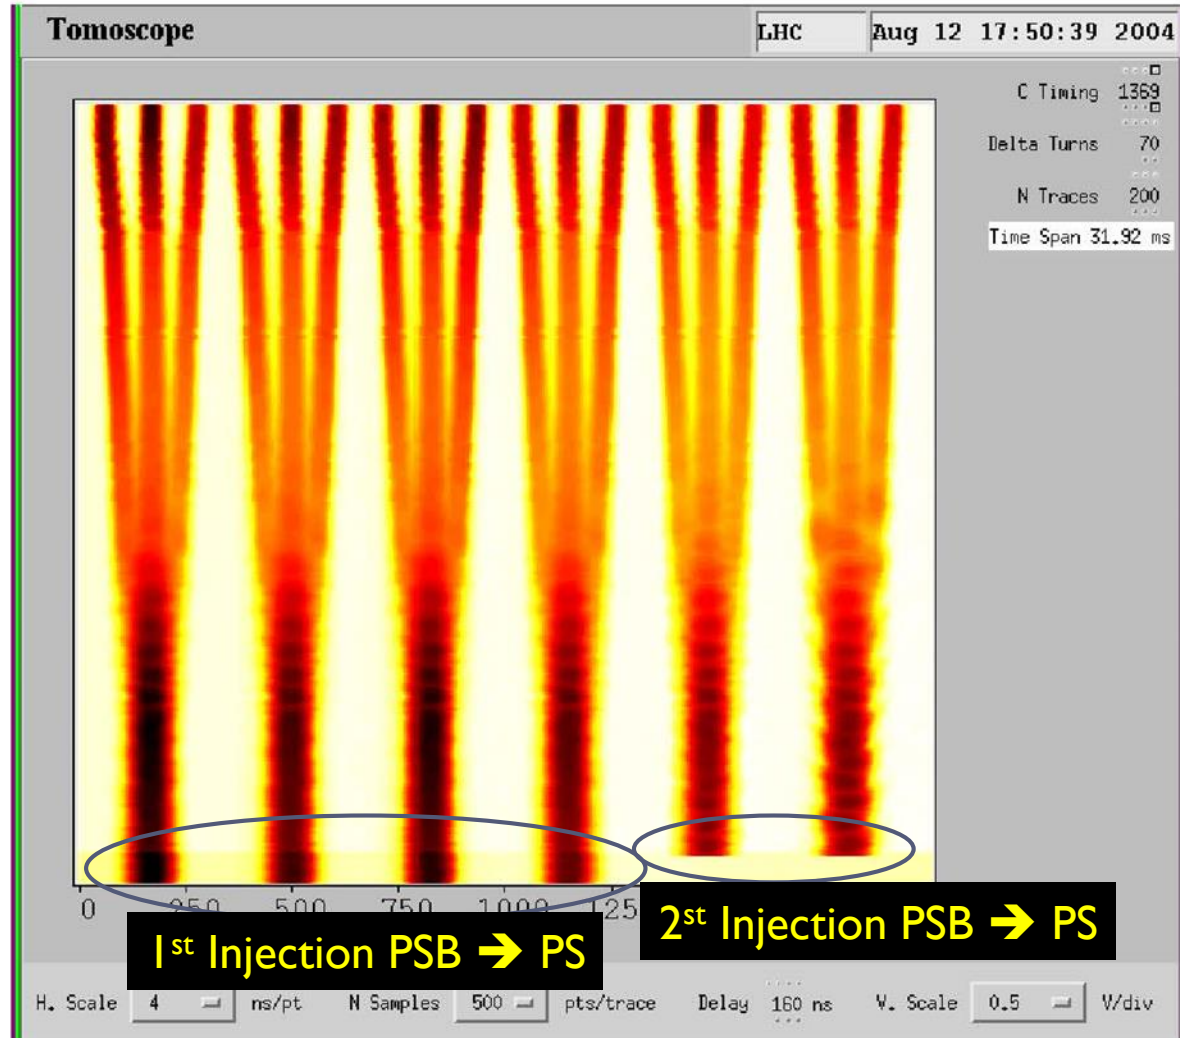 Tomoscope
LHC Aug 12 17:50:39 2004
C Timing 1369
Delta Turns 70
N Traces 200
Time Span 31.92 ms
0 250 500 750 1000 125
1st Injection PSB ➔ PS
2st Injection PSB ➔ PS
H. Scale 4 ns/pt N Samples 500 pts/trace Delay 160 ns V. Scale 0.5 V/div